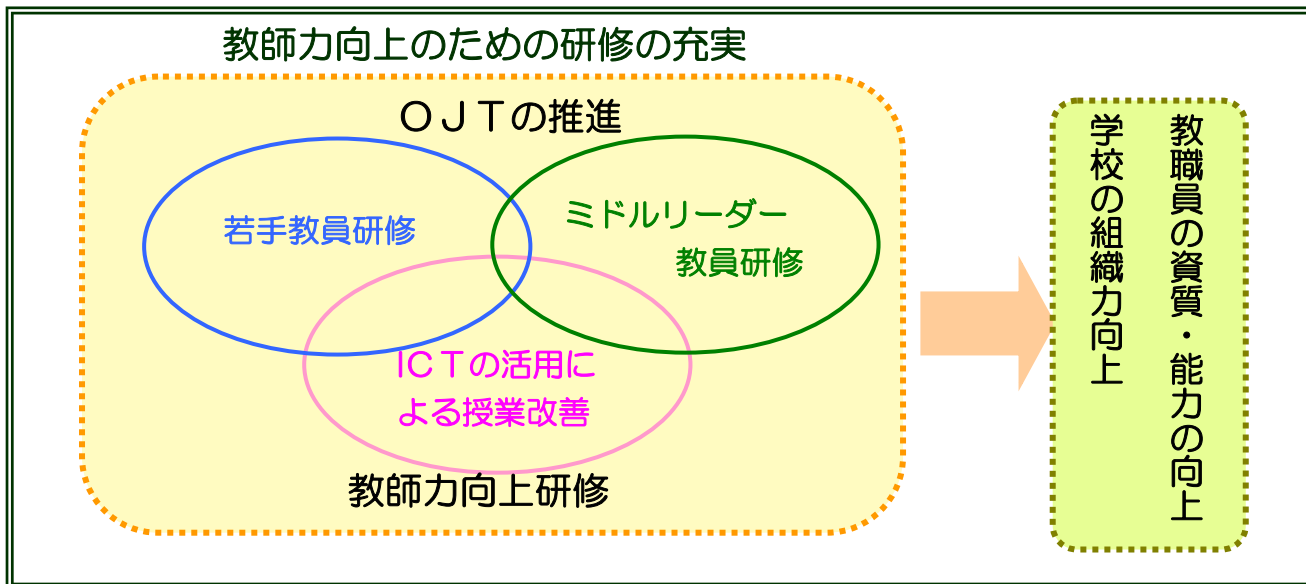 教師力向上のための研修の充実
ＯＪＴの推進
若手教員研修
ミドルリーダー
教員研修
ICTの活用に
よる授業改善
教師力向上研修
教職員の資質・能力の向上
学校の組織力向上